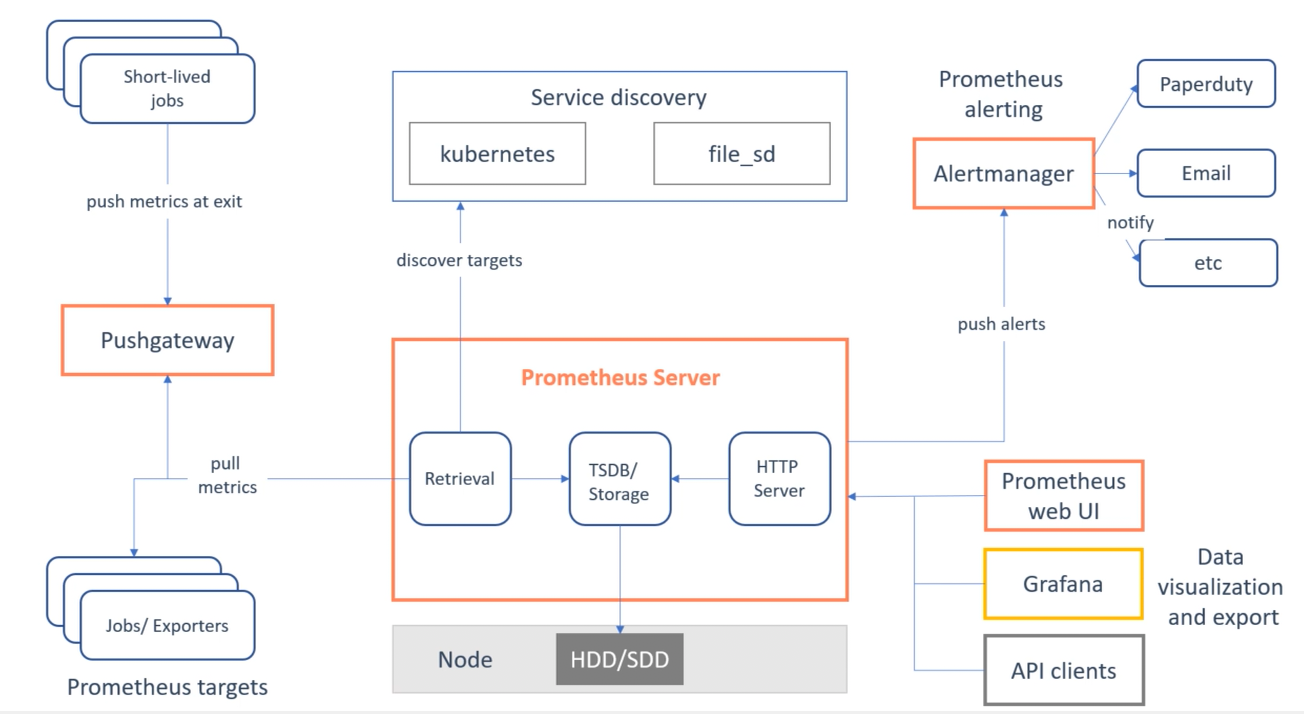 Short-lived
jobs
push metrics at exit
Pushgateway
pull
metrics
Jobs/ Exporters
Prometheus targets
Service discovery
kubernetes
file_sd
discover targets
Prometheus Server
Retrieval
TSDB/
Storage
HTTP
Server
Node
HDD/SDD
Prometheus
alerting
Alertmanager
Paperduty
Email
notify
etc
push alerts
Prometheus
web UI
Grafana
API clients
Data
visualization
and export